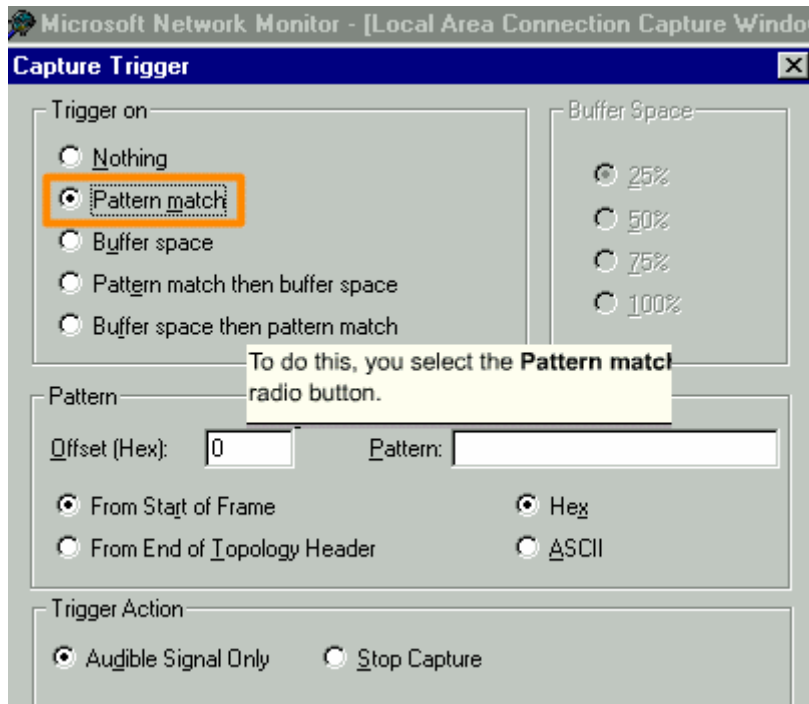 Microsoft Network Monitor - [Local Area Connection Capture Windo
Capture Trigger
Trigger on
Nothing
Pattern match
Buffer space
Pattern match then buffer space
Buffer space then pattern match
Buffer Space
25%
50%
75%
100%
To do this, you select the Pattern match
radio button.
Pattern
Offset (Hex): 0 Pattern:
From Start of Frame Hex
From End of Topology Header ASCII
Trigger Action
Audible Signal Only Stop Capture